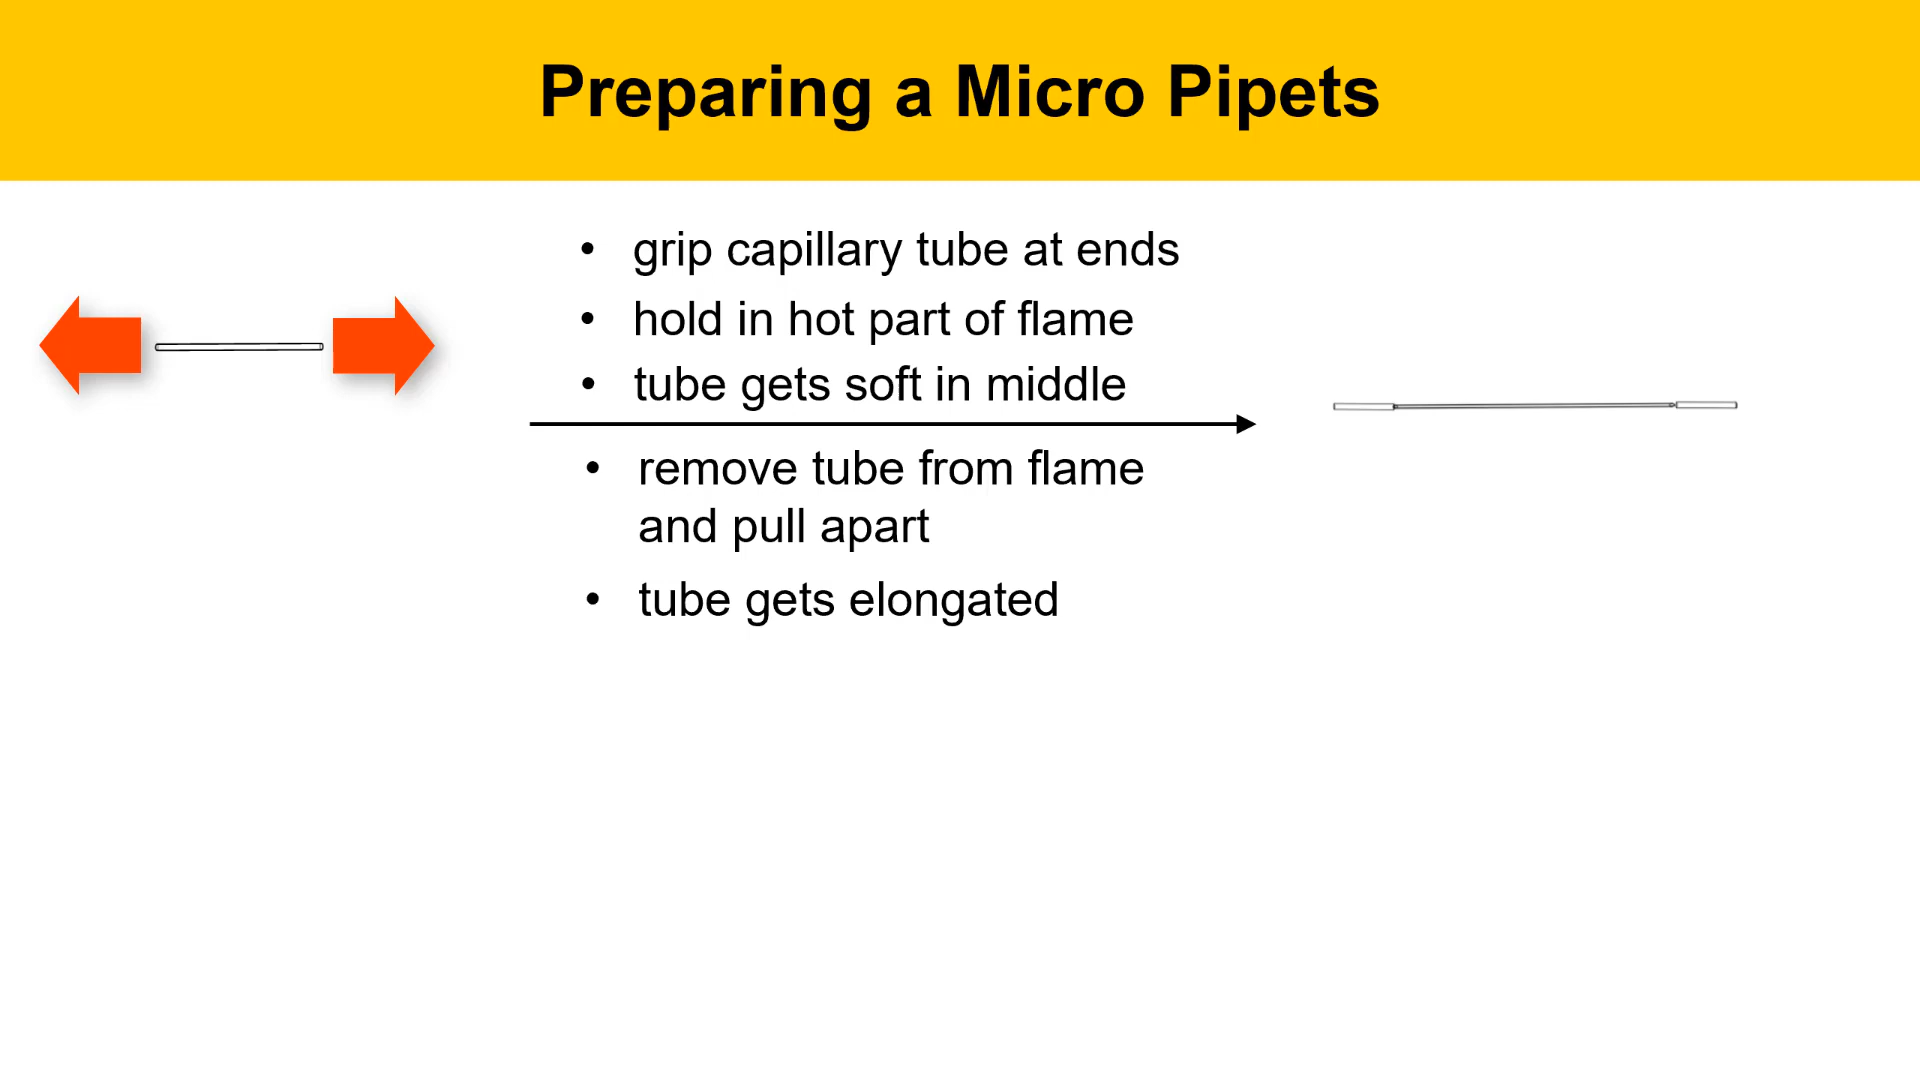 Preparing a Micro Pipets
• grip capillary tube at ends
• hold in hot part of flame
• tube gets soft in middle
• remove tube from flame
and pull apart
• tube gets elongated